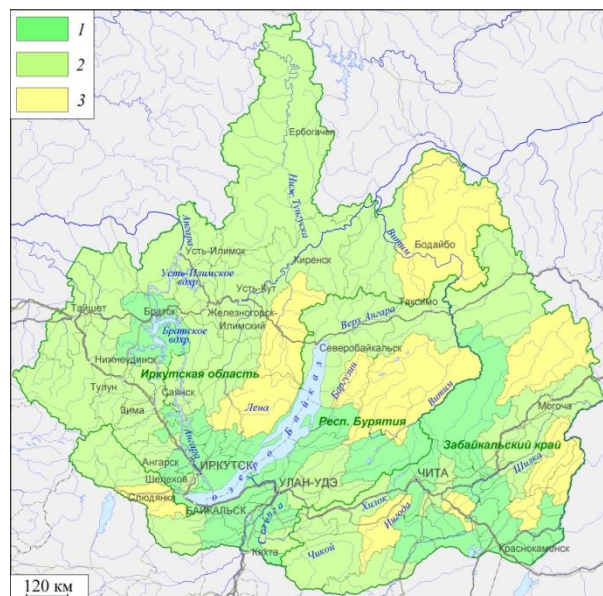 1
2
3
Ербогачен
Ниж. Тунгуска
Ангара
Витим
Бодайбо
Усть-Илимск
Киренск
Усть-Илимское
вдхр.
Усть-Кут
Таксимо
Тайшет
Братск
Железногорск-
Илимский
Верх. Ангара
Братское
вдхр.
Северобайкальск
Нижнеудинск
Иркутская область
Баргузин
Тулун
Саянск
Витим
Могоча
Зима
Лена
Респ. Бурятия
Забайкальский край
Ангара
озеро Байкал
Ангарск
ИРКУТСК
Шилка
Шелехов
УЛАН-УДЭ
ЧИТА
Слюдянка
Хилок
Ингода
БАЙКАЛЬСК
Селенга
Чикой
Кяхта
Краснокаменск
120 км